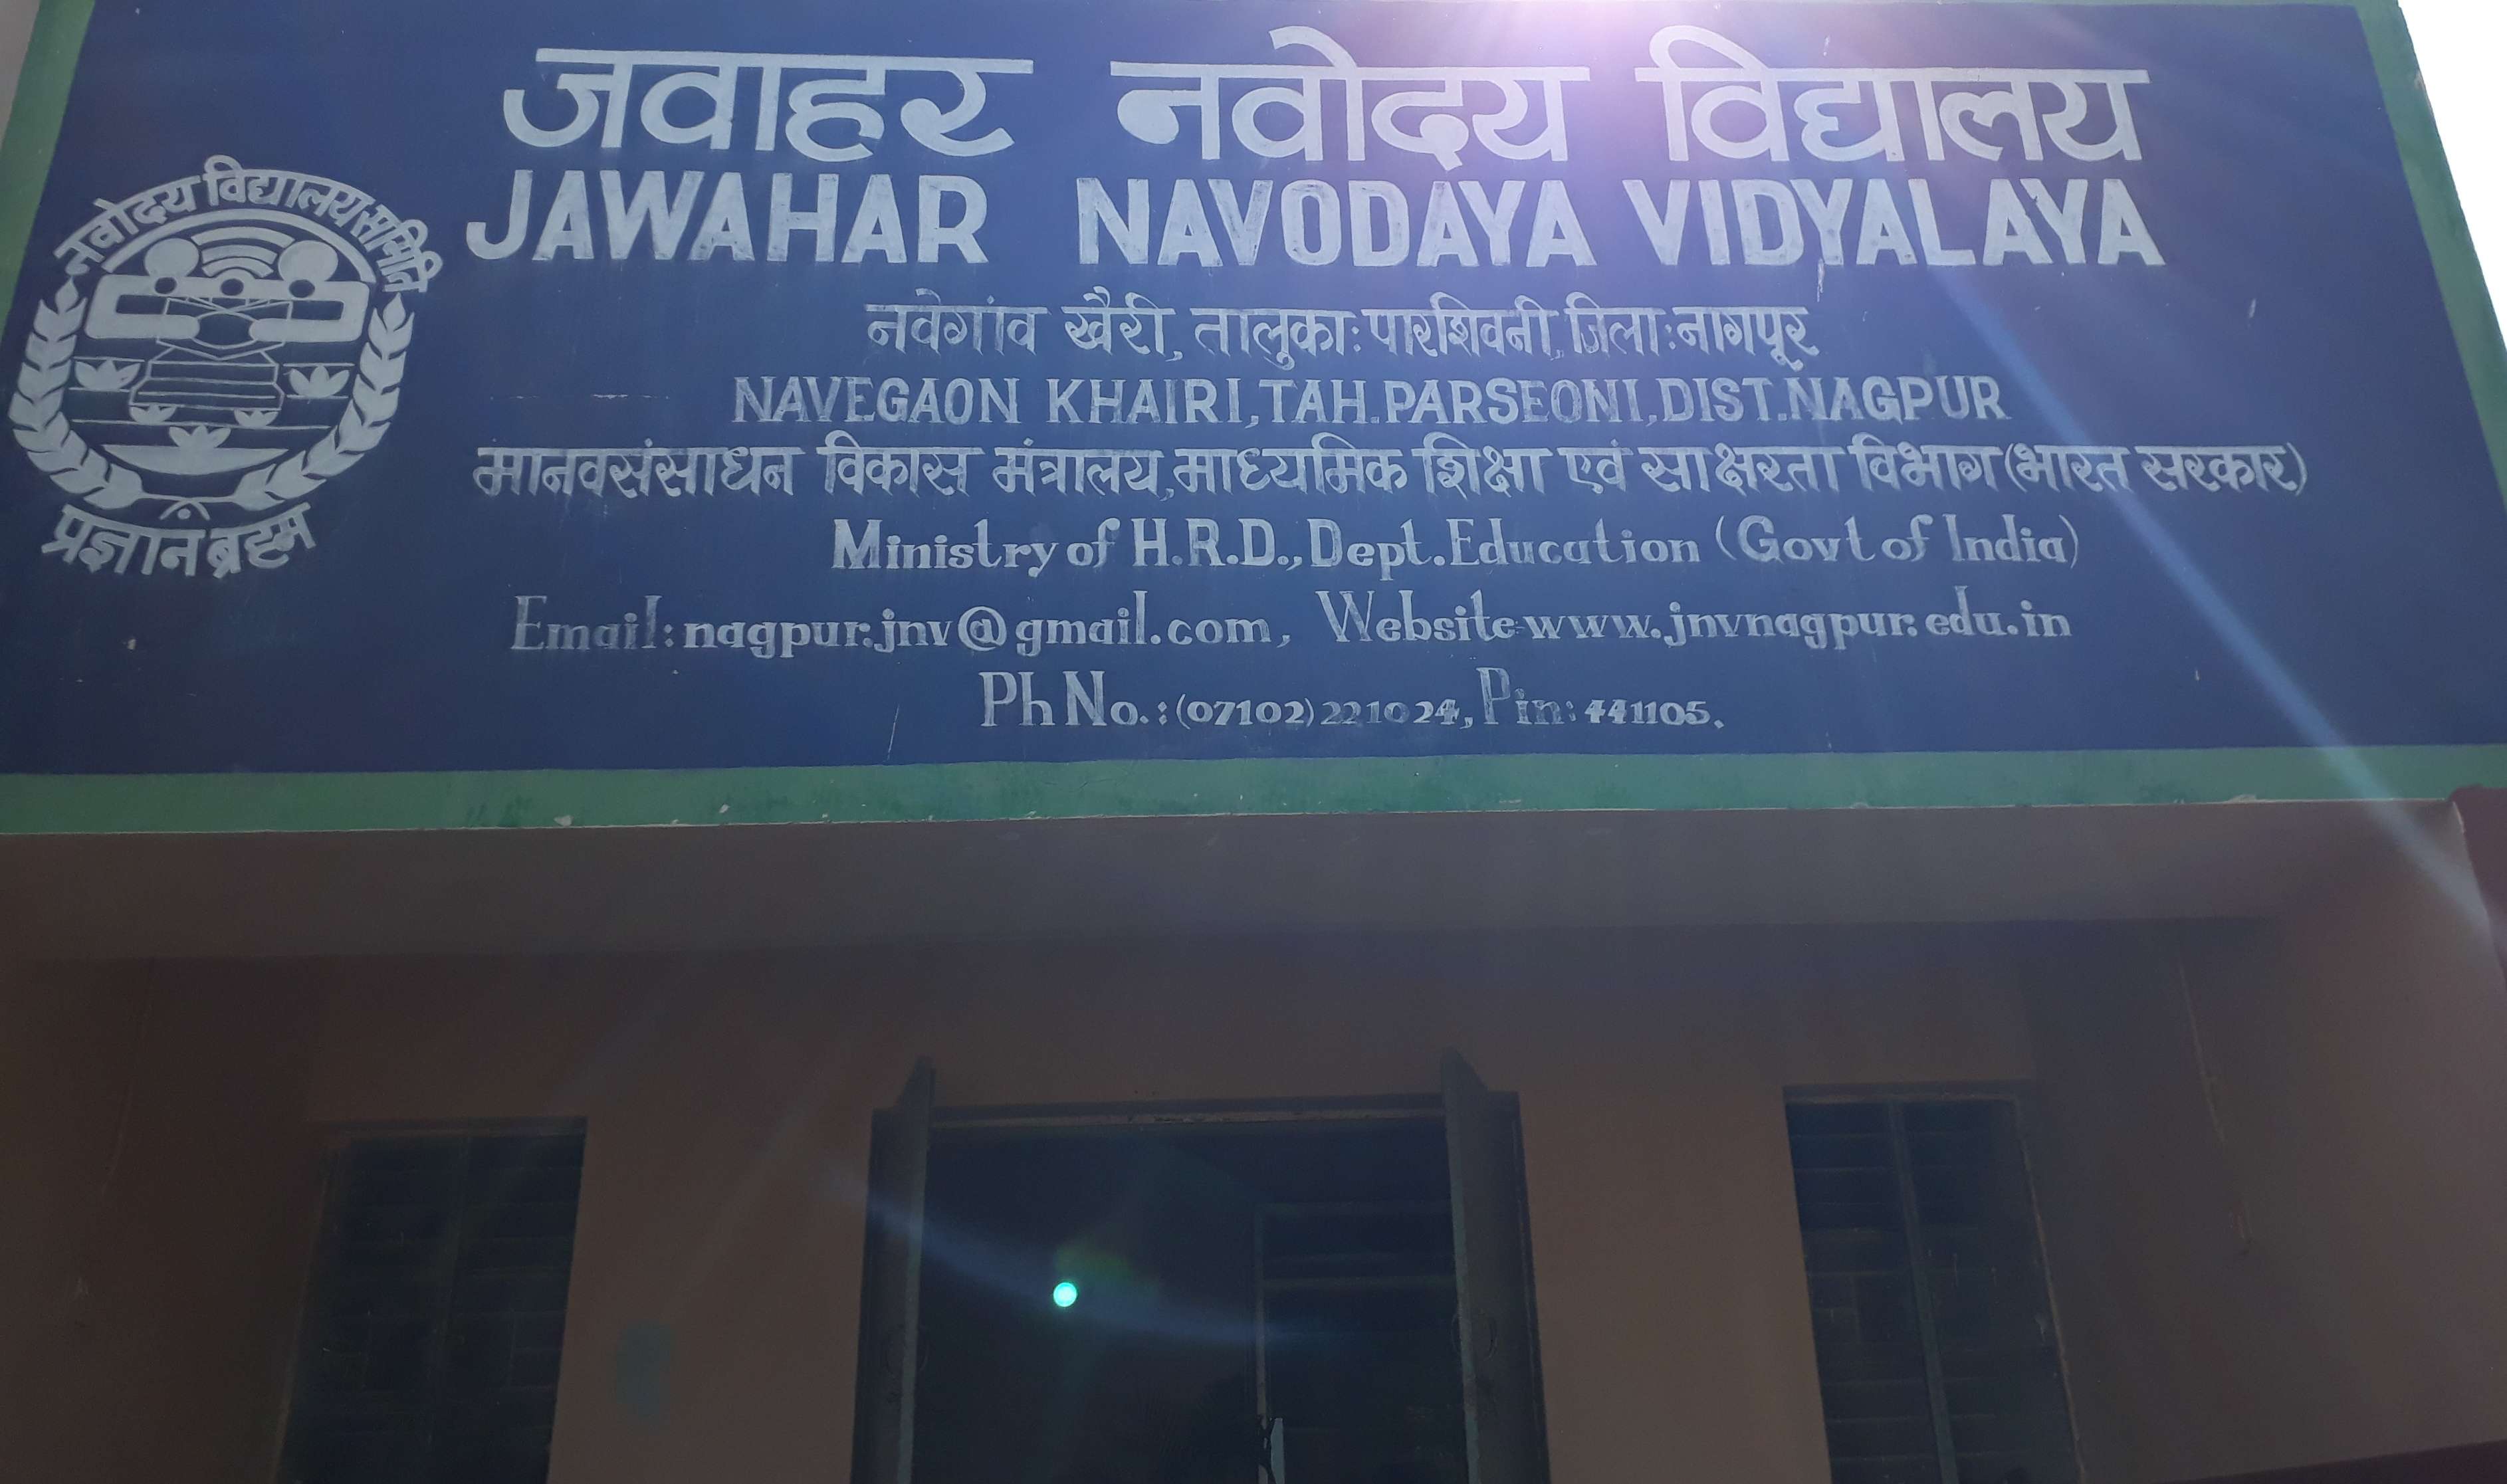 जवाहर नवोदय विद्यालय
JAWAHAR NAVODAYA VIDYALAYA
नवोदय विद्यालय समिति
प्रज्ञानं ब्रह्म
नवेगांव खैरी, तालुका: पारशिवनी, जिला: नागपूर
NAVEGAON KHAIRI, TAH. PARSEONI, DIST. NAGPUR
मानवसंसाधन विकास मंत्रालय, माध्यमिक शिक्षा एवं साक्षरता विभाग (भारत सरकार)
Ministry of H.R.D., Dept. Education (Govt of India)
Email: nagpur.jnv@gmail.com, Website-www.jnvnagpur.edu.in
Ph No.: (07102) 221024, Pin: 441105.